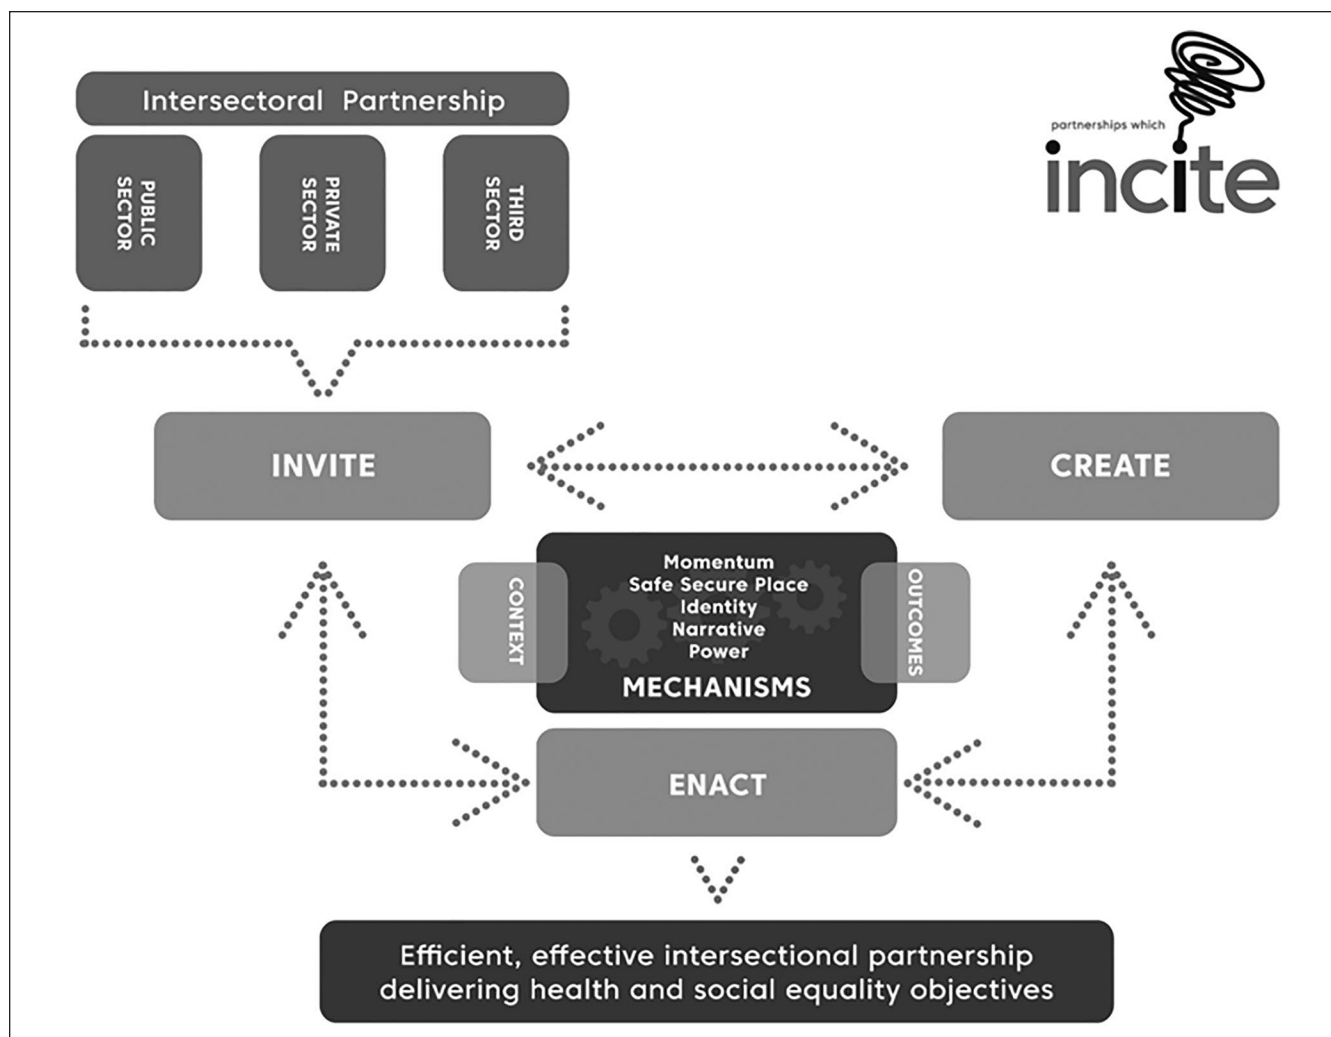 Intersectoral Partnership
PUBLIC
SECTOR
PRIVATE
SECTOR
THIRD
SECTOR
partnerships which
incite
INVITE
CREATE
CONTEXT
Momentum
Safe Secure Place
Identity
Narrative
Power
MECHANISMS
OUTCOMES
ENACT
Efficient, effective intersectional partnership
delivering health and social equality objectives